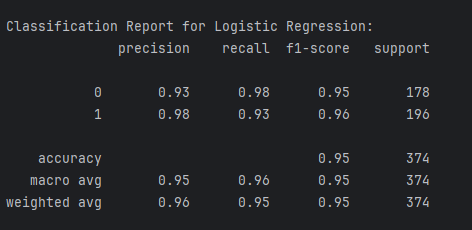 Classification Report for Logistic Regression:
precision recall f1-score support
0 0.93 0.98 0.95 178
1 0.98 0.93 0.96 196
accuracy 0.95 374
macro avg 0.95 0.96 0.95 374
weighted avg 0.96 0.95 0.95 374